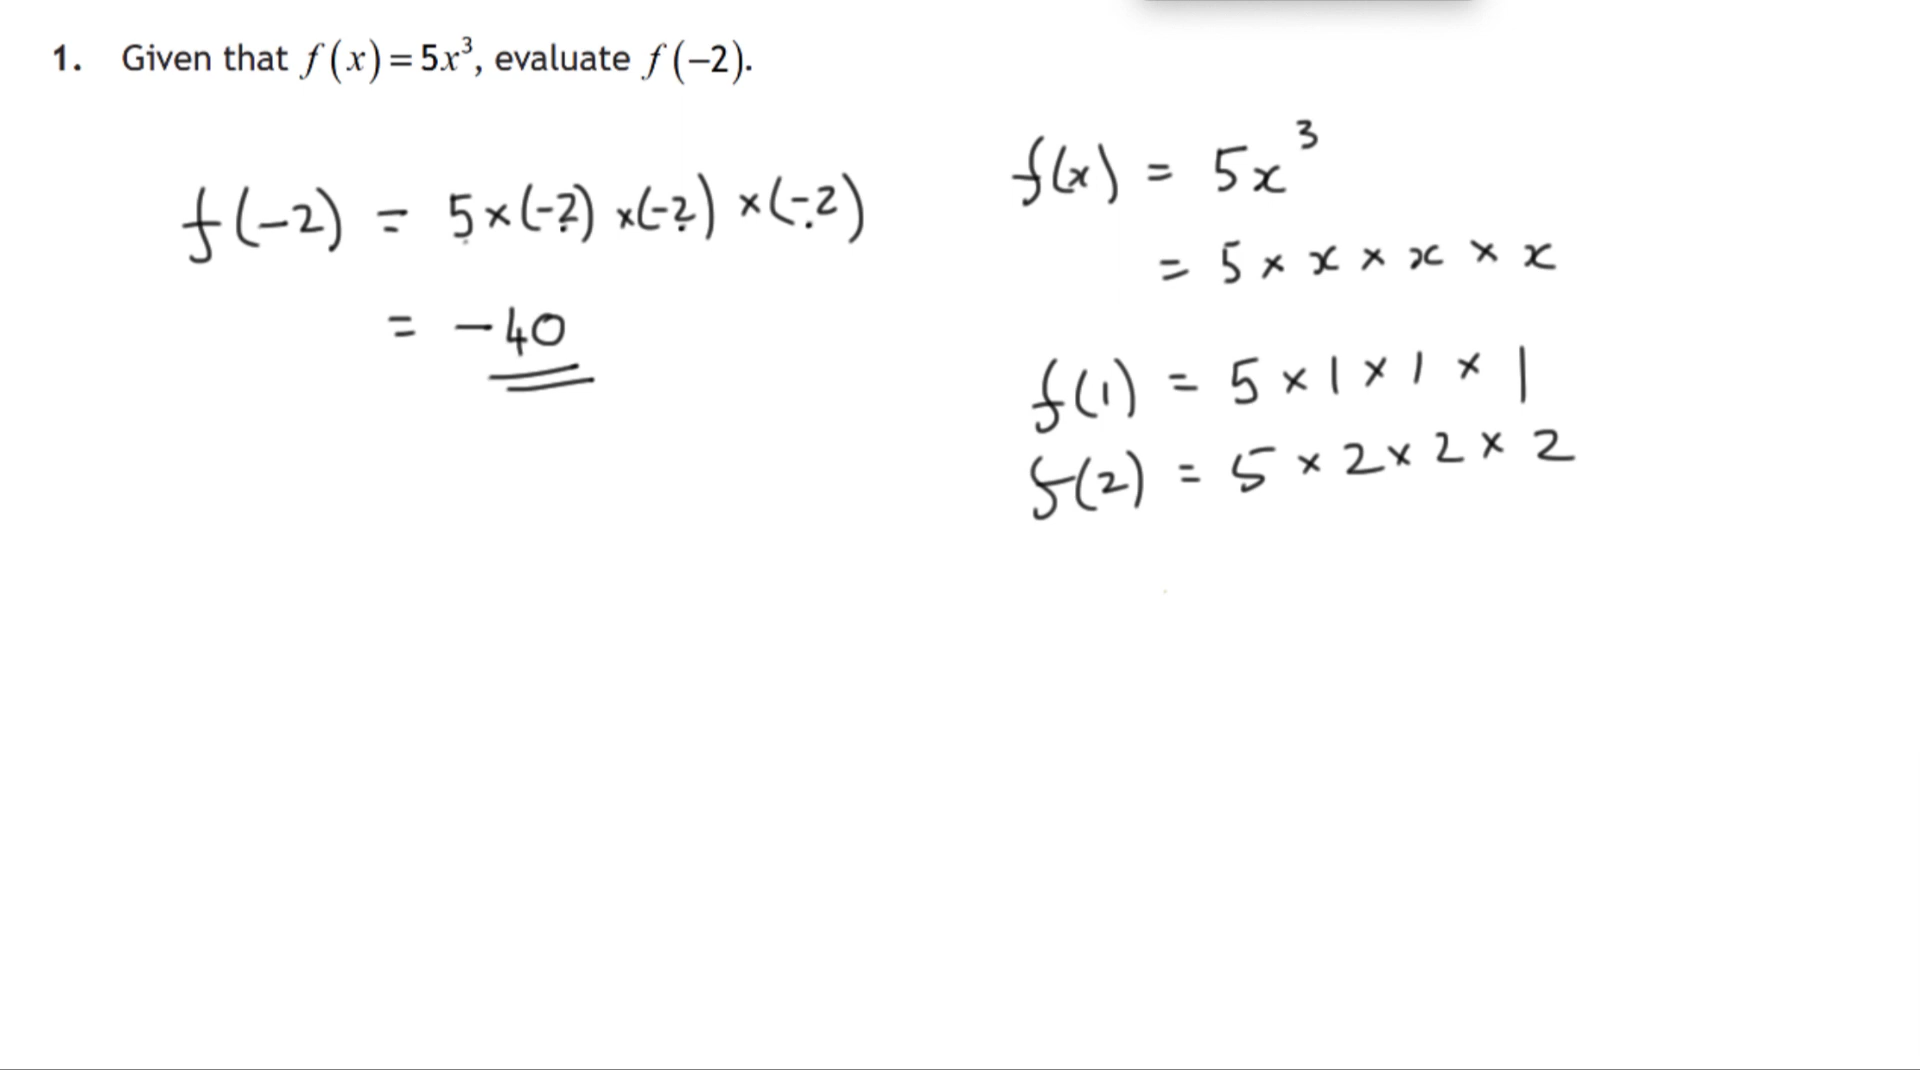 1. Given that f(x) = 5x³, evaluate f(−2).
f(-2) = 5×(-2)×(-2)×(-2)
= -40
f(x) = 5x³
= 5 × x × x × x
f(1) = 5 × 1 × 1 × 1
f(2) = 5 × 2 × 2 × 2